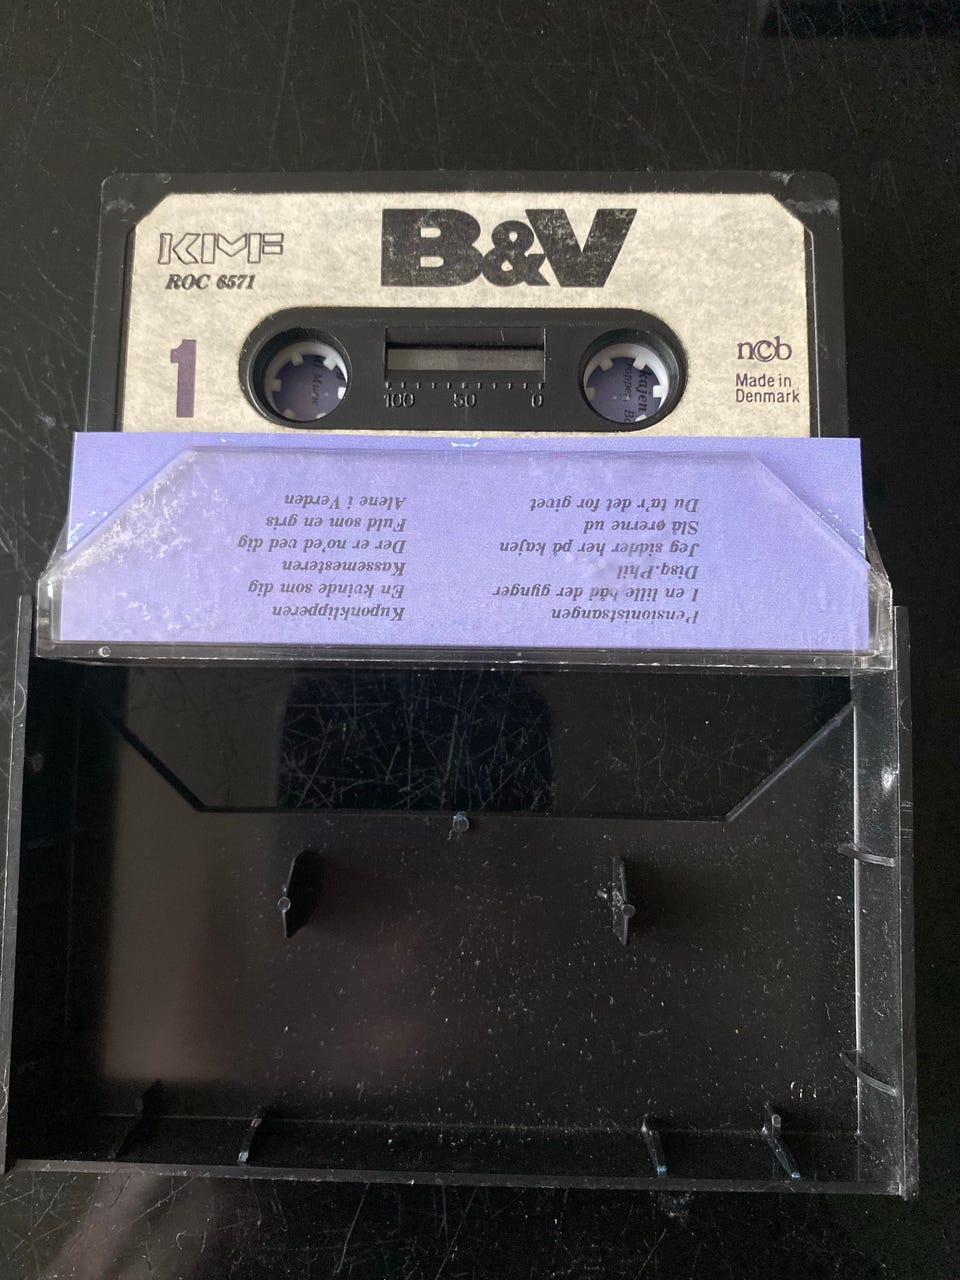 KMF
ROC 6571
B&V
1
ncb
Made in
Denmark
100 50 0
kajen
Pensionistsangen
I en lille båd der gynger
Disq.Phil
Jeg sidder her på kajen
Slå ørerne ud
Du ta'r det for givet
Kuponklipperen
En kvinde som dig
Kassemesteren
Der er no'ed ved dig
Fuld som en gris
Alene i Verden